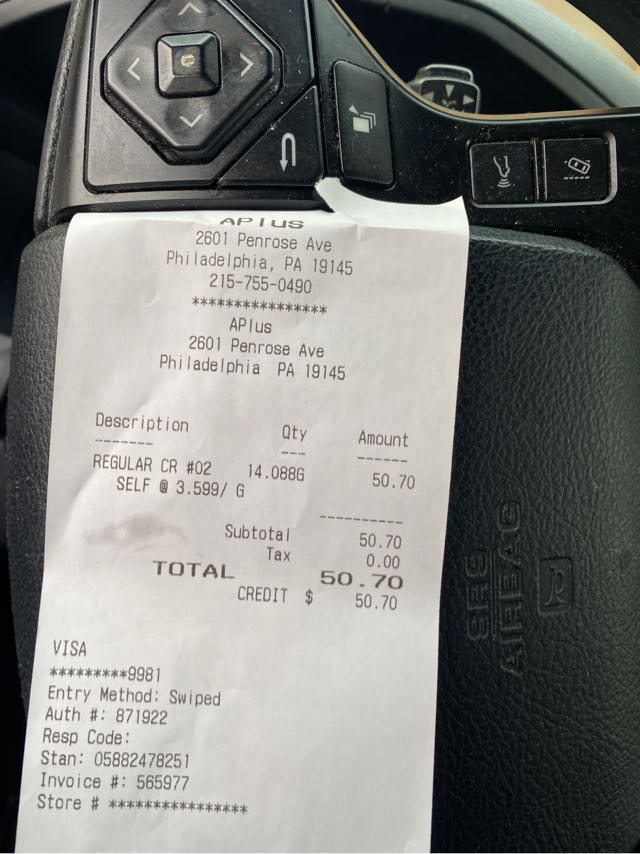 APlus
2601 Penrose Ave
Philadelphia, PA 19145
215-755-0490
****************
APlus
2601 Penrose Ave
Philadelphia PA 19145
Description Qty Amount
------- --- ------
REGULAR CR #02 14.088G 50.70
SELF @ 3.599/ G
----------
Subtotal 50.70
Tax 0.00
TOTAL 50.70
CREDIT $ 50.70
VISA
*********9981
Entry Method: Swiped
Auth #: 871922
Resp Code:
Stan: 05882478251
Invoice #: 565977
Store # ****************
SRS
AIRBAG